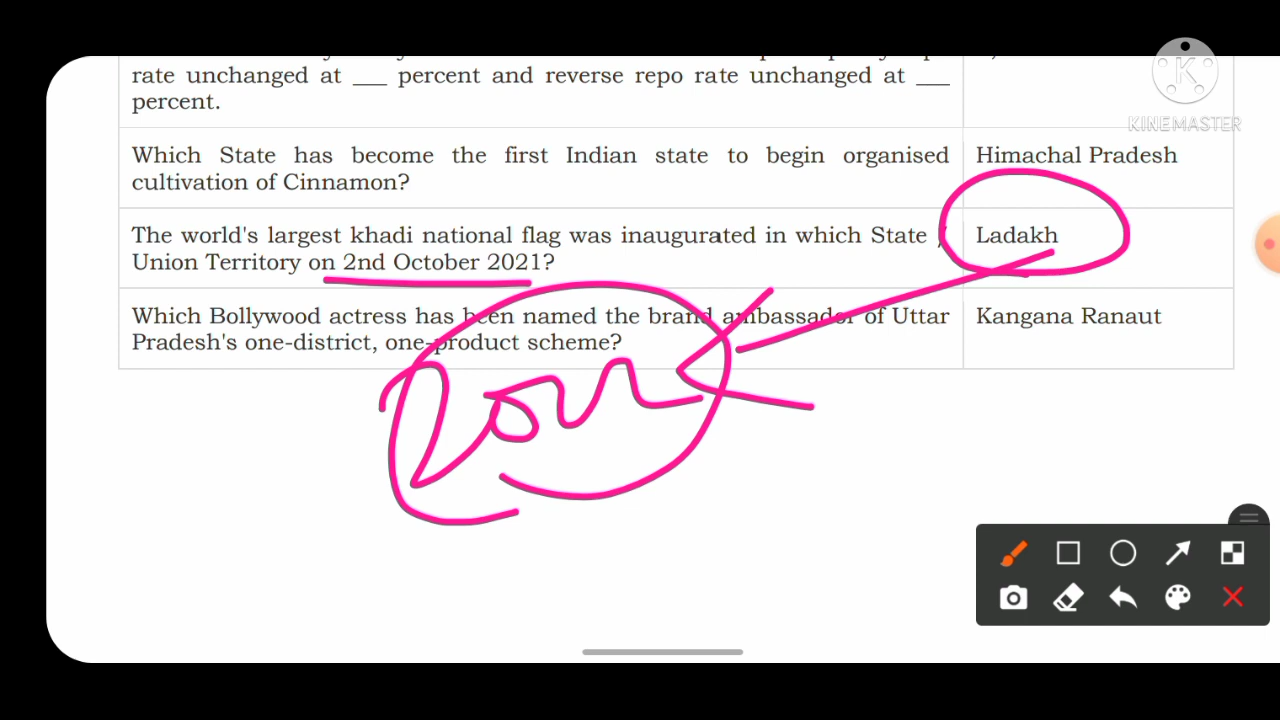 rate unchanged at ___ percent and reverse repo rate unchanged at ___
percent.
KINEMASTER
Which State has become the first Indian state to begin organised
cultivation of Cinnamon?
Himachal Pradesh
The world's largest khadi national flag was inaugurated in which State /
Union Territory on 2nd October 2021?
Ladakh
Which Bollywood actress has been named the brand ambassador of Uttar
Pradesh's one-district, one-product scheme?
Kangana Ranaut